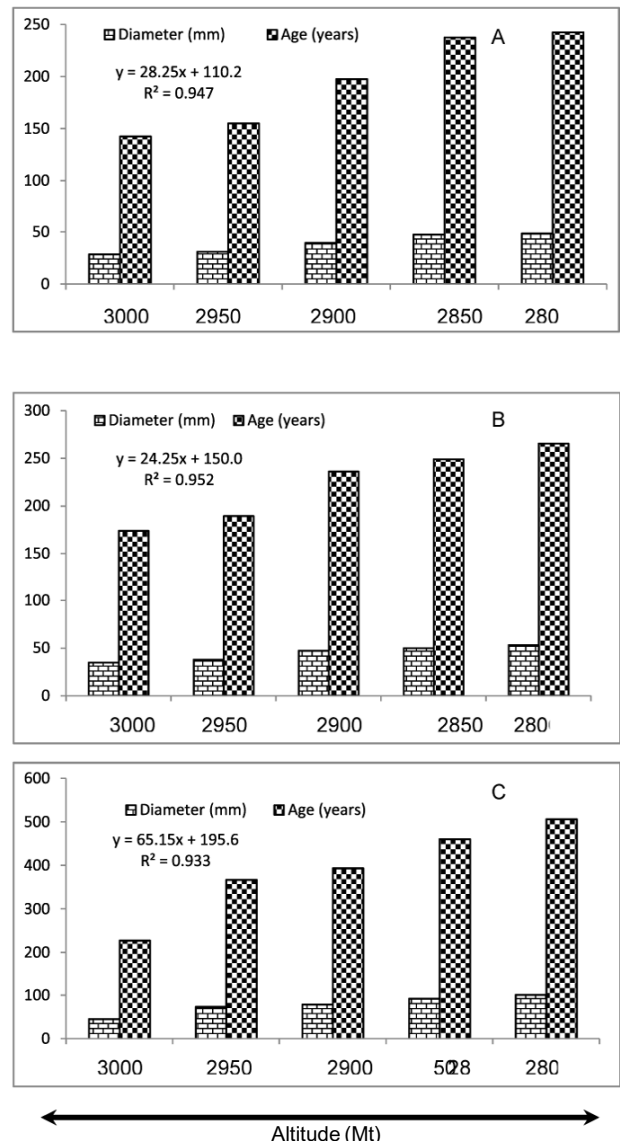 Diameter (mm) Age (years) A
y = 28.25x + 110.2
R² = 0.947
250
200
150
100
50
0
3000 2950 2900 2850 280
Diameter (mm) Age (years) B
y = 24.25x + 150.0
R² = 0.952
300
250
200
150
100
50
0
3000 2950 2900 2850 280
Diameter (mm) Age (years) C
y = 65.15x + 195.6
R² = 0.933
600
500
400
300
200
100
0
3000 2950 2900 5028 280
Altitude (Mt)